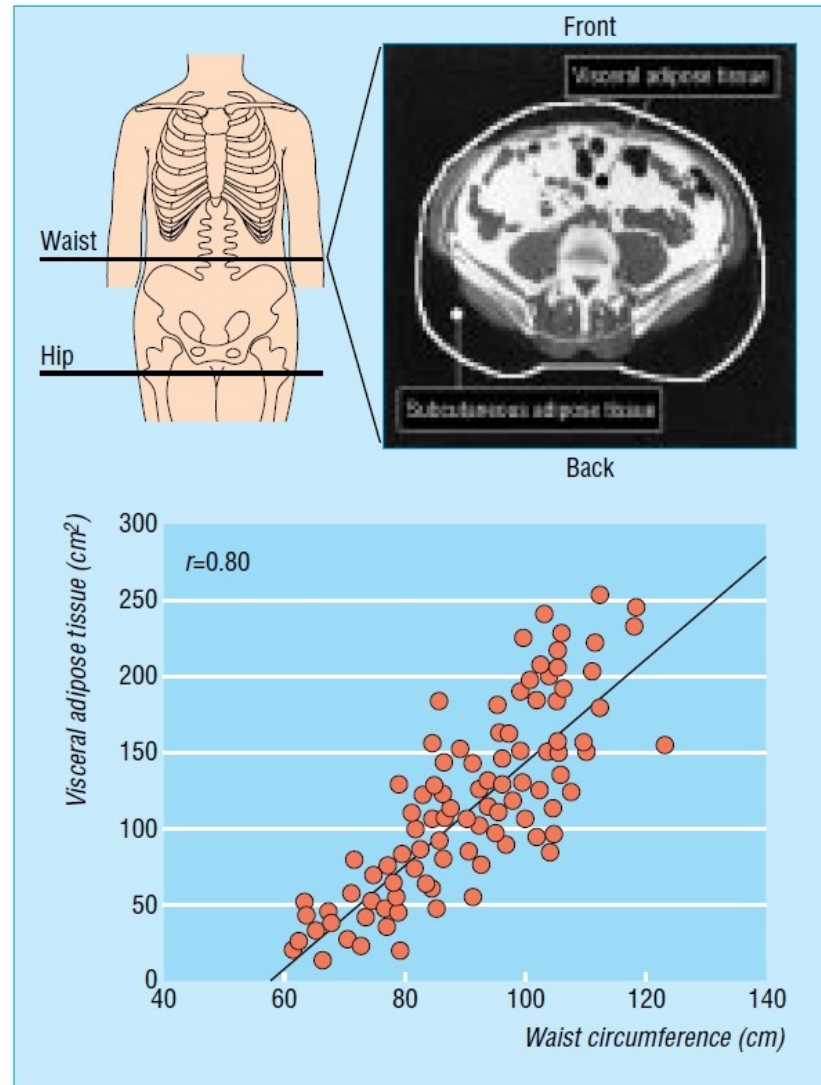 Front
Visceral adipose tissue
Waist
Hip
Subcutaneous adipose tissue
Back
Visceral adipose tissue (cm²)
300
250
200
150
100
50
0
r=0.80
40 60 80 100 120 140
Waist circumference (cm)